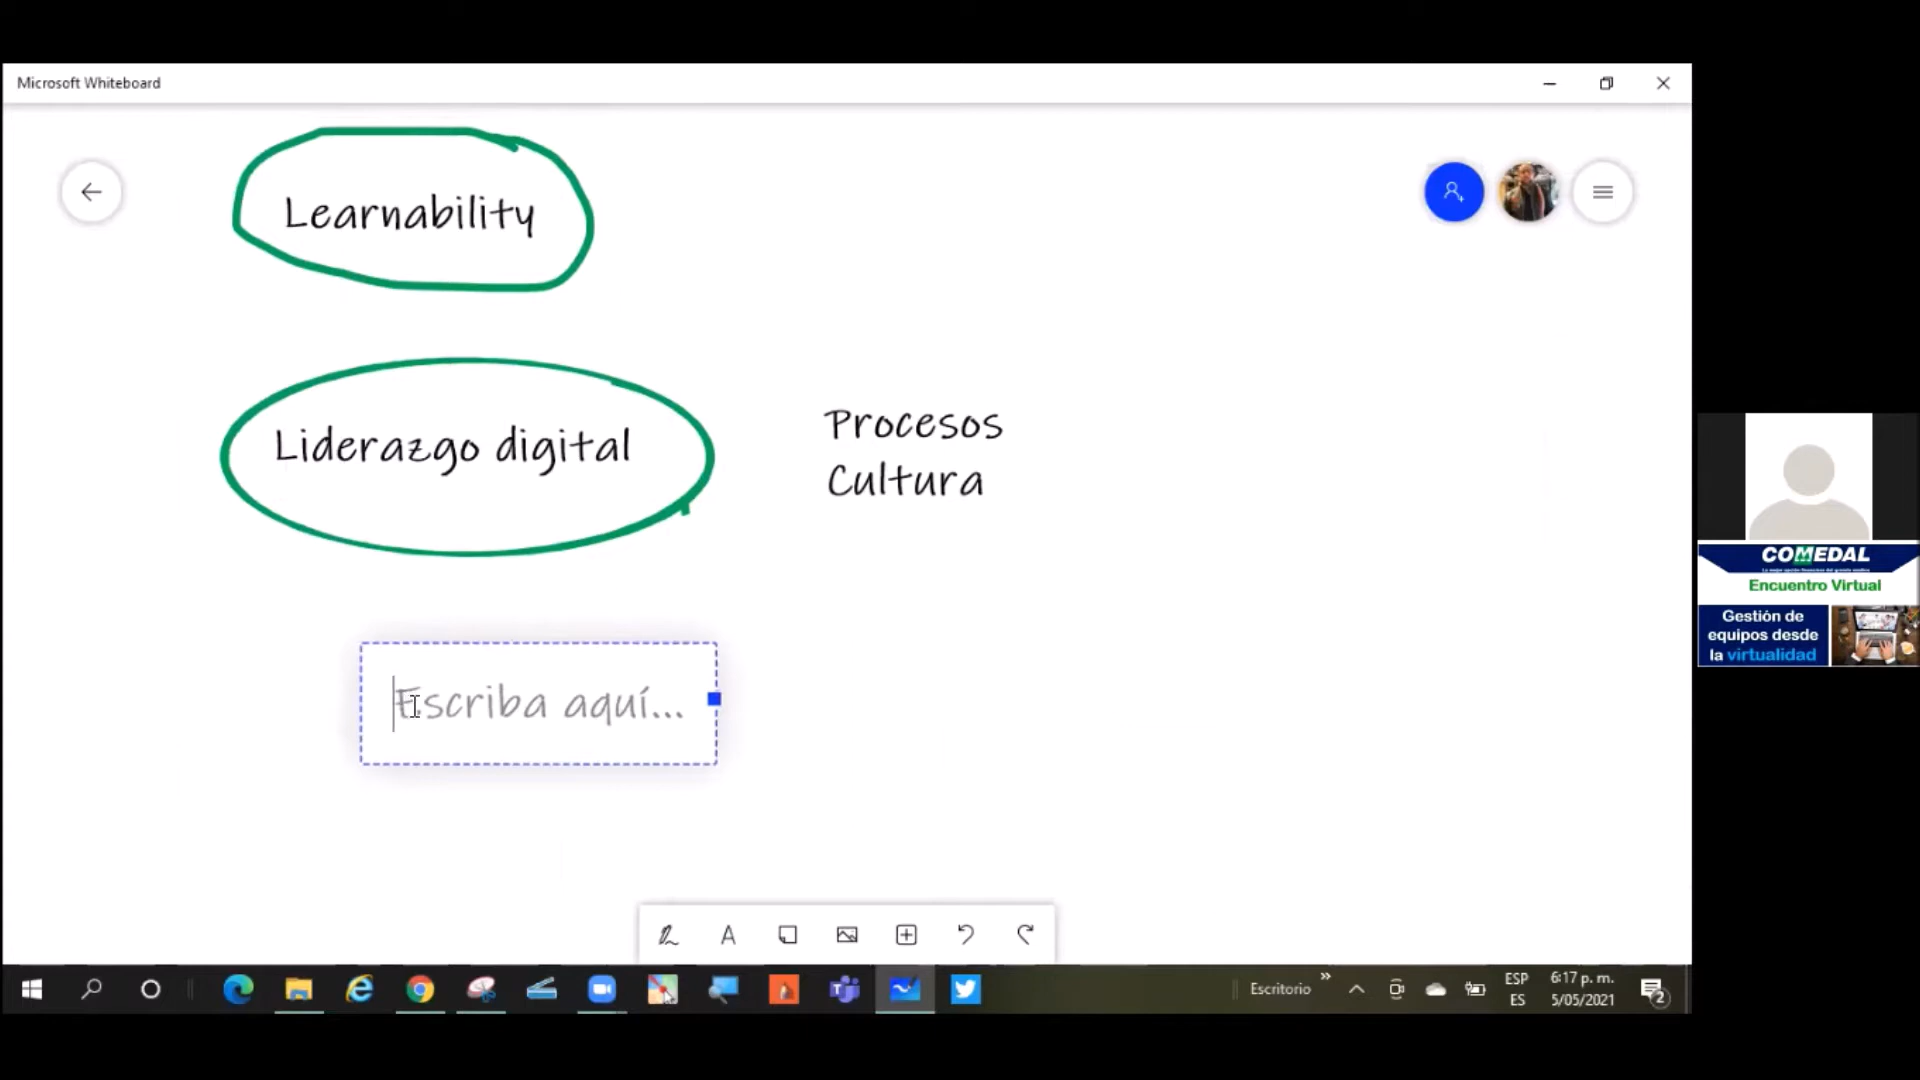 Microsoft Whiteboard
Learnability
Liderazgo digital
Procesos
Cultura
Escriba aquí...
COMEDAL
Encuentro Virtual
Gestión de
equipos desde
la virtualidad
Escritorio
ESP
ES
6:17 p. m.
5/05/2021
2